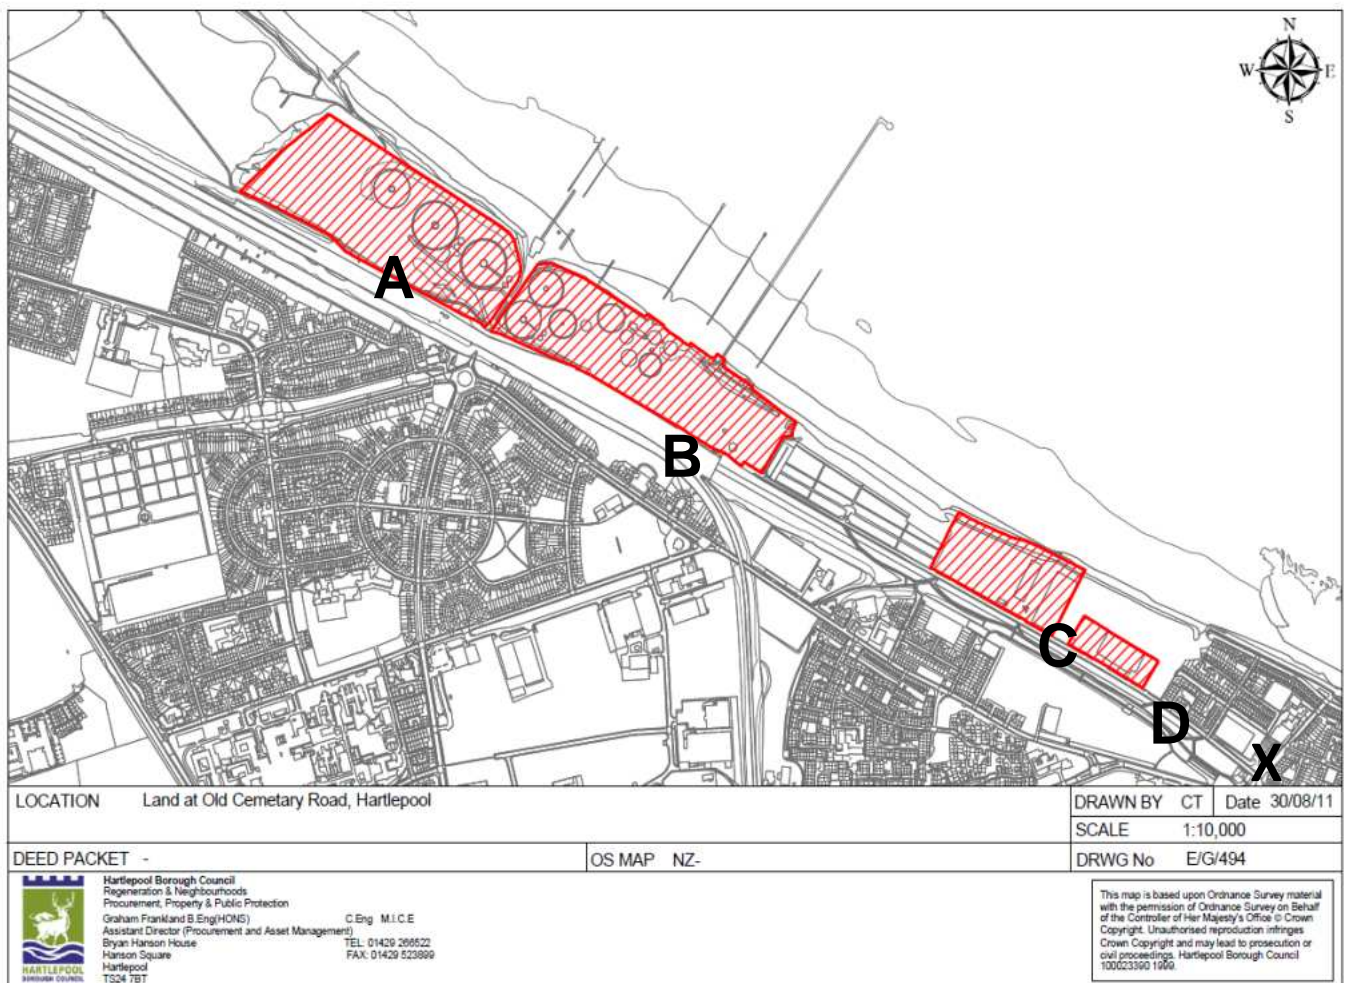 N
W E
S
A
B
C
D
X
LOCATION Land at Old Cemetary Road, Hartlepool
DRAWN BY CT Date 30/08/11
SCALE 1:10,000
DEED PACKET -
OS MAP NZ-
DRWG No E/G/494
HARTLEPOOL
BOROUGH COUNCIL
Hartlepool Borough Council
Regeneration & Neighbourhoods
Procurement, Property & Public Protection
Graham Frankland B.Eng(HONS) C.Eng M.I.C.E
Assistant Director (Procurement and Asset Management)
Bryan Hanson House TEL: 01429 266522
Hanson Square FAX: 01429 523899
Hartlepool
TS24 7BT
This map is based upon Ordnance Survey material
with the permission of Ordnance Survey on Behalf
of the Controller of Her Majesty's Office © Crown
Copyright. Unauthorised reproduction infringes
Crown Copyright and may lead to prosecution or
civil proceedings. Hartlepool Borough Council
100023390 1999.